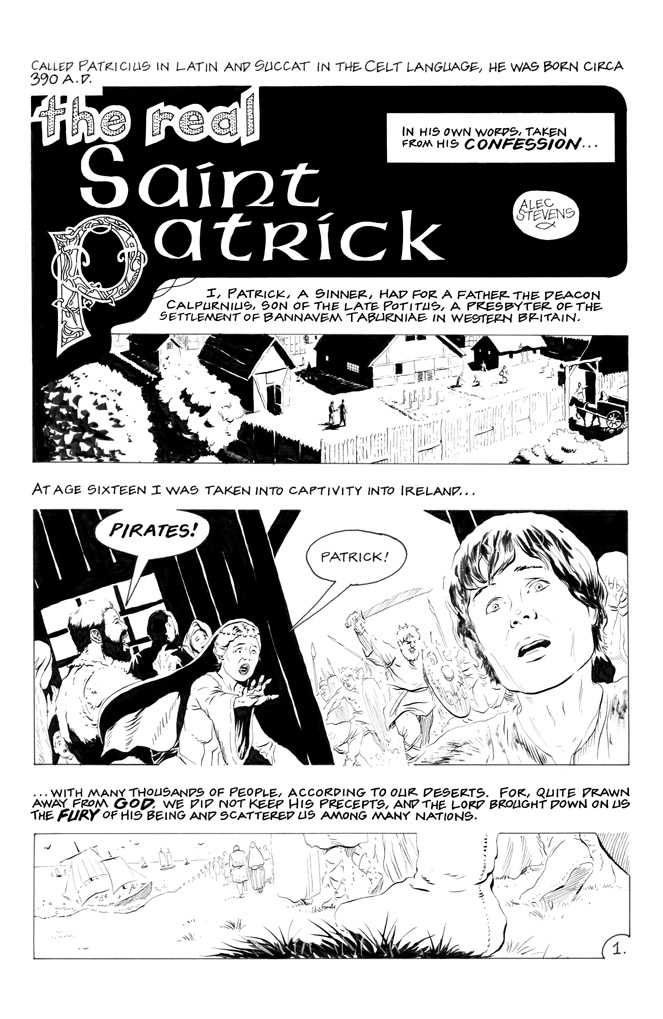 CALLED PATRICIUS IN LATIN AND SUCCAT IN THE CELT LANGUAGE, HE WAS BORN CIRCA
390 A.D.
the real
Saint
Patrick
IN HIS OWN WORDS, TAKEN
FROM HIS CONFESSION...
ALEC
STEVENS
I, PATRICK, A SINNER, HAD FOR A FATHER THE DEACON
CALPURNIUS, SON OF THE LATE POTITUS, A PRESBYTER OF THE
SETTLEMENT OF BANNAVEM TABURNIAE IN WESTERN BRITAIN.
AT AGE SIXTEEN I WAS TAKEN INTO CAPTIVITY INTO IRELAND...
PIRATES!
PATRICK!
...WITH MANY THOUSANDS OF PEOPLE, ACCORDING TO OUR DESERTS. FOR, QUITE DRAWN
AWAY FROM GOD, WE DID NOT KEEP HIS PRECEPTS, AND THE LORD BROUGHT DOWN ON US
THE FURY OF HIS BEING AND SCATTERED US AMONG MANY NATIONS.
1.